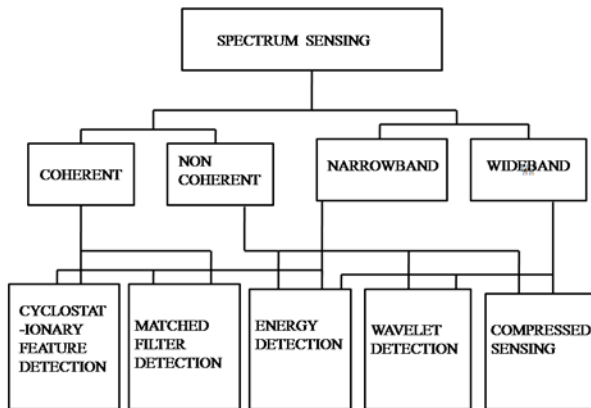 SPECTRUM SENSING
COHERENT
NON
COHERENT
NARROWBAND
WIDEBAND
CYCLOSTAT
-IONARY
FEATURE
DETECTION
MATCHED
FILTER
DETECTION
ENERGY
DETECTION
WAVELET
DETECTION
COMPRESSED
SENSING